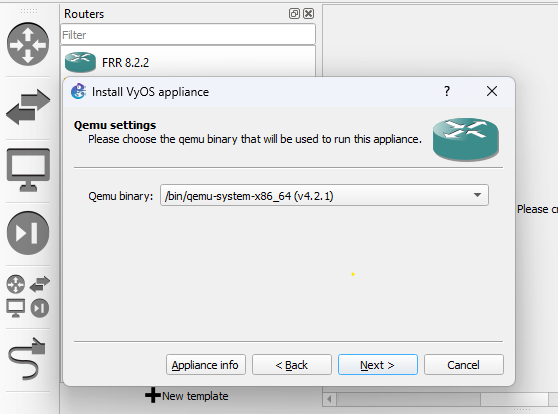 Routers
Filter
FRR 8.2.2
Install VyOS appliance
?
Qemu settings
Please choose the qemu binary that will be used to run this appliance.
Qemu binary: /bin/qemu-system-x86_64 (v4.2.1)
Please cr
Appliance info
< Back
Next >
Cancel
New template